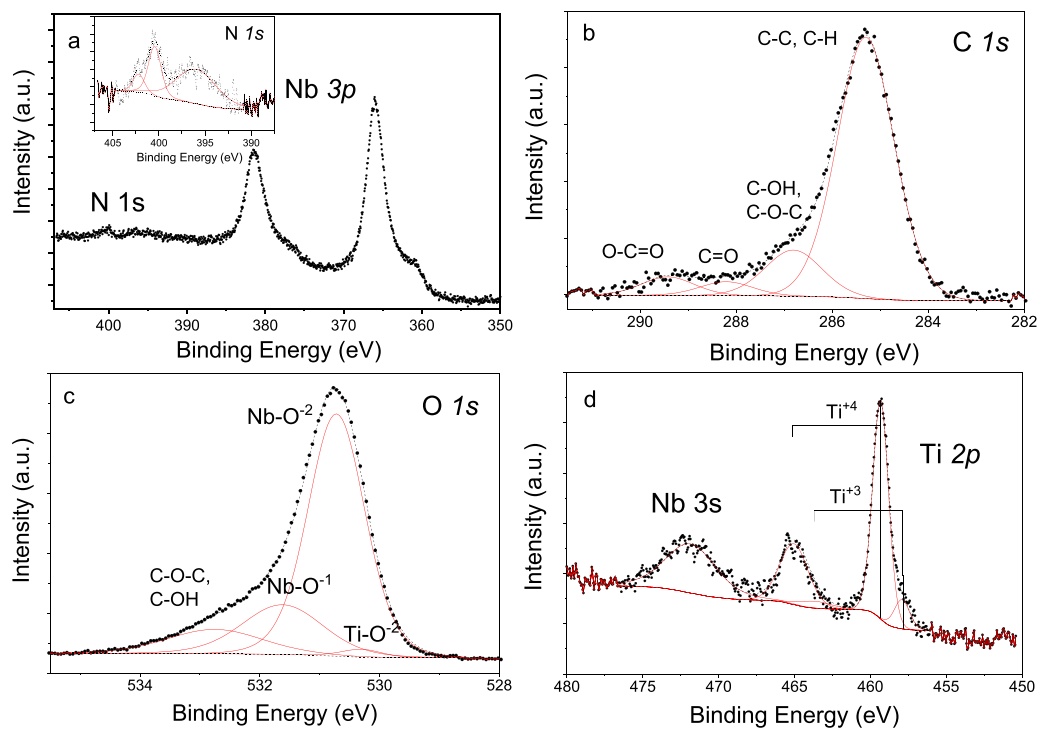 a
N 1s
405 400 395 390
Binding Energy (eV)
Nb 3p
N 1s
Intensity (a.u.)
400 390 380 370 360 350
Binding Energy (eV)
b
C-C, C-H
C 1s
C-OH,
C-O-C
O-C=O
C=O
Intensity (a.u.)
290 288 286 284 282
Binding Energy (eV)
c
O 1s
Nb-O-2
C-O-C,
C-OH
Nb-O-1
Ti-O-2
Intensity (a.u.)
534 532 530 528
Binding Energy (eV)
d
Ti+4
Ti 2p
Ti+3
Nb 3s
Intensity (a.u.)
480 475 470 465 460 455 450
Binding Energy (eV)